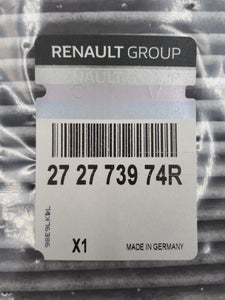 RENAULT GROUP
27 27 739 74R
X1
MADE IN GERMANY